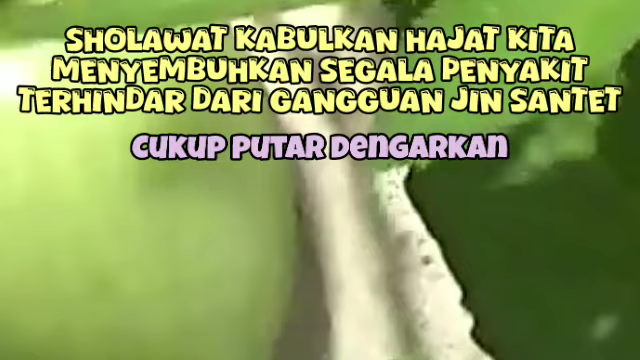 SHOLAWAT KABULKAN HAJAT KITA
MENYEMBUHKAN SEGALA PENYAKIT
TERHINDAR DARI GANGGUAN JIN SANTET
CUKUP PUTAR DENGARKAN